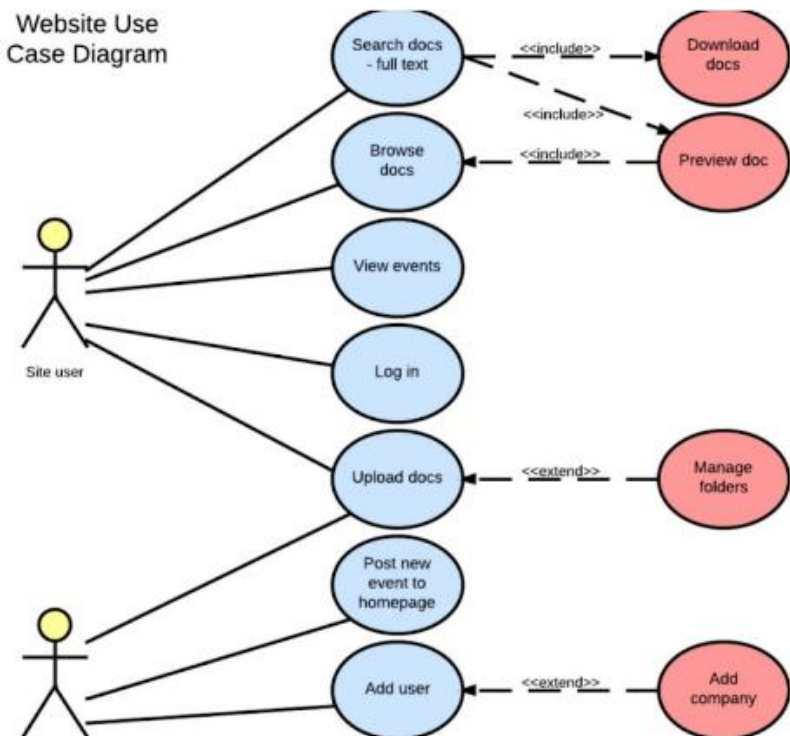 Website Use
Case Diagram
Search docs
- full text
<<include>>
Download
docs
<<include>>
Browse
docs
<<include>>
Preview doc
View events
Site user
Log in
Upload docs
<<extend>>
Manage
folders
Post new
event to
homepage
Add user
<<extend>>
Add
company